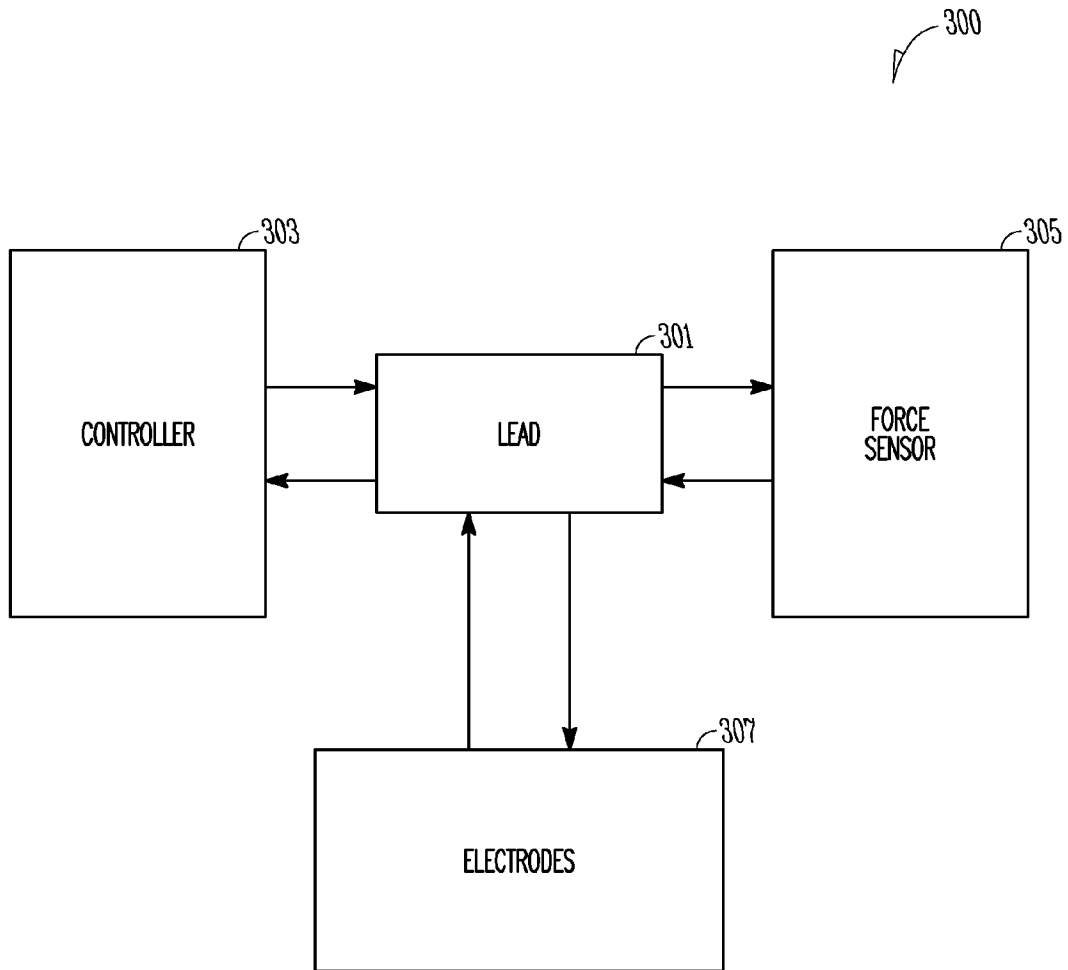 300
303
305
301
CONTROLLER
LEAD
FORCE
SENSOR
307
ELECTRODES